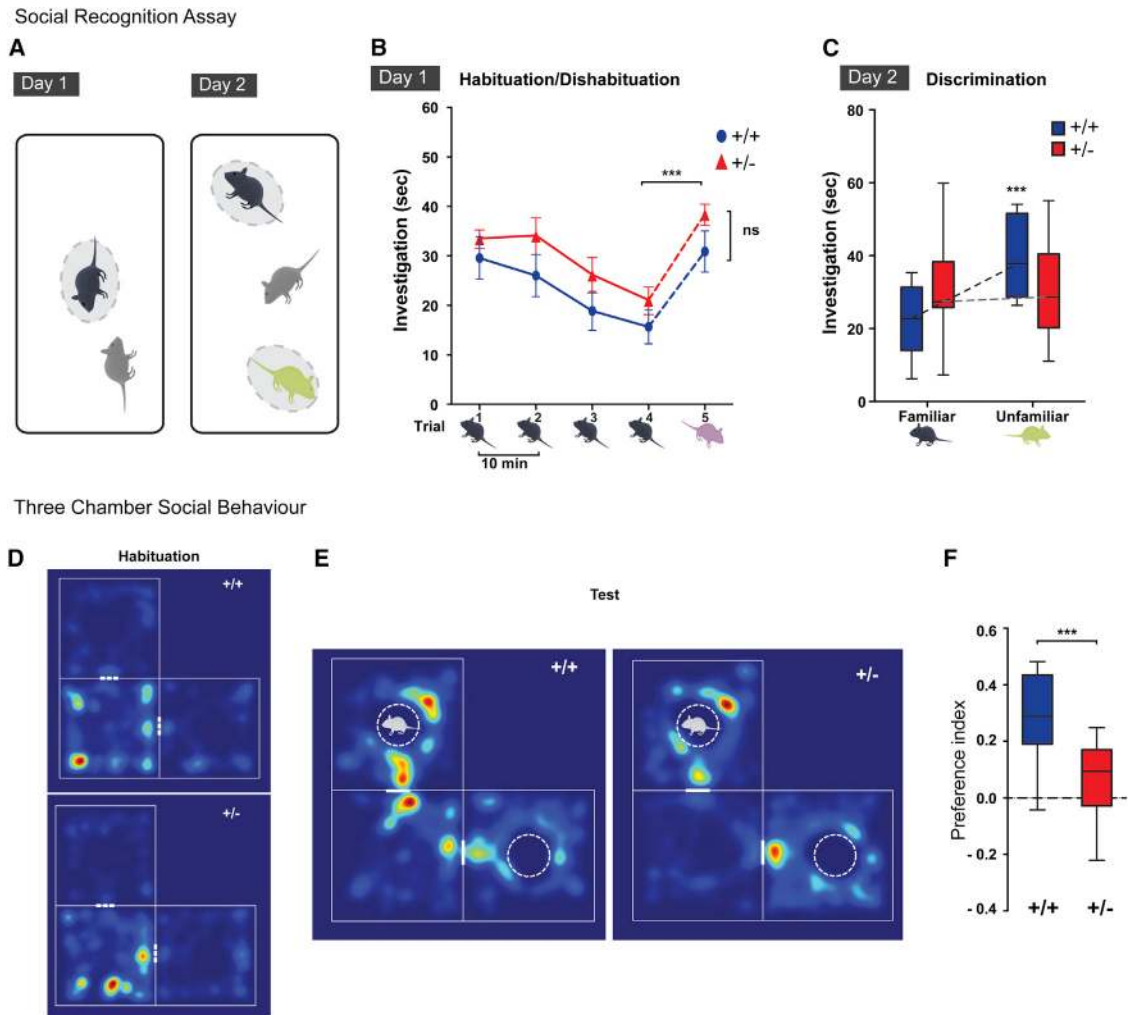 Social Recognition Assay
A
Day 1
Day 2
B
Day 1 Habituation/Dishabituation
60
50
40
30
20
10
0
Investigation (sec)
+/+
+/-
***
ns
1 2 3 4 5
Trial
10 min
C
Day 2 Discrimination
80
60
40
20
0
Investigation (sec)
+/+
+/-
***
Familiar Unfamiliar
Three Chamber Social Behaviour
D
Habituation
+/+
+/-
E
Test
+/+
+/-
F
0.6
0.4
0.2
0.0
- 0.2
- 0.4
Preference index
***
+/+ +/-